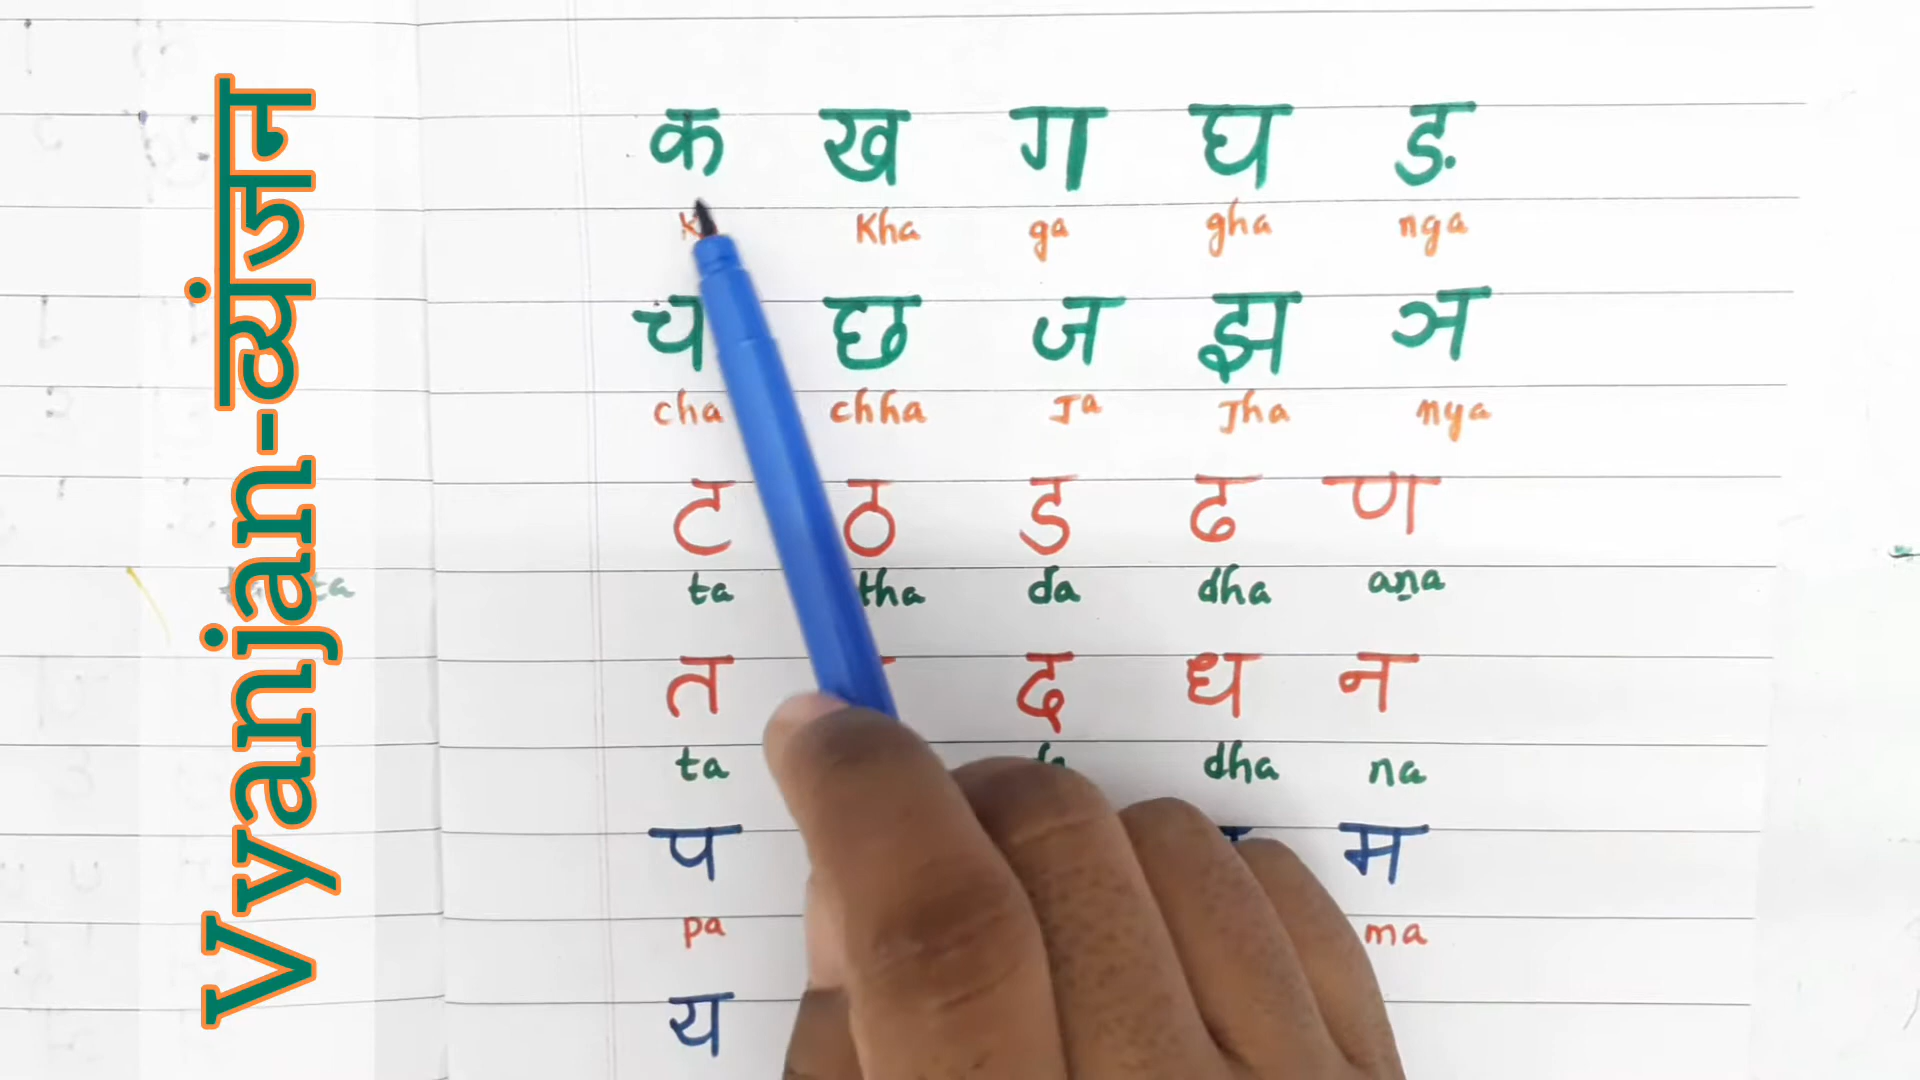 Vyanjan-व्यंजन
क ख ग घ ङ
Kha ga gha nga
च छ ज झ ञ
cha chha Ja Jha nya
ट ठ ड ढ ण
ta tha da dha aṉa
त द ध न
ta dha na
प म
pa ma
य